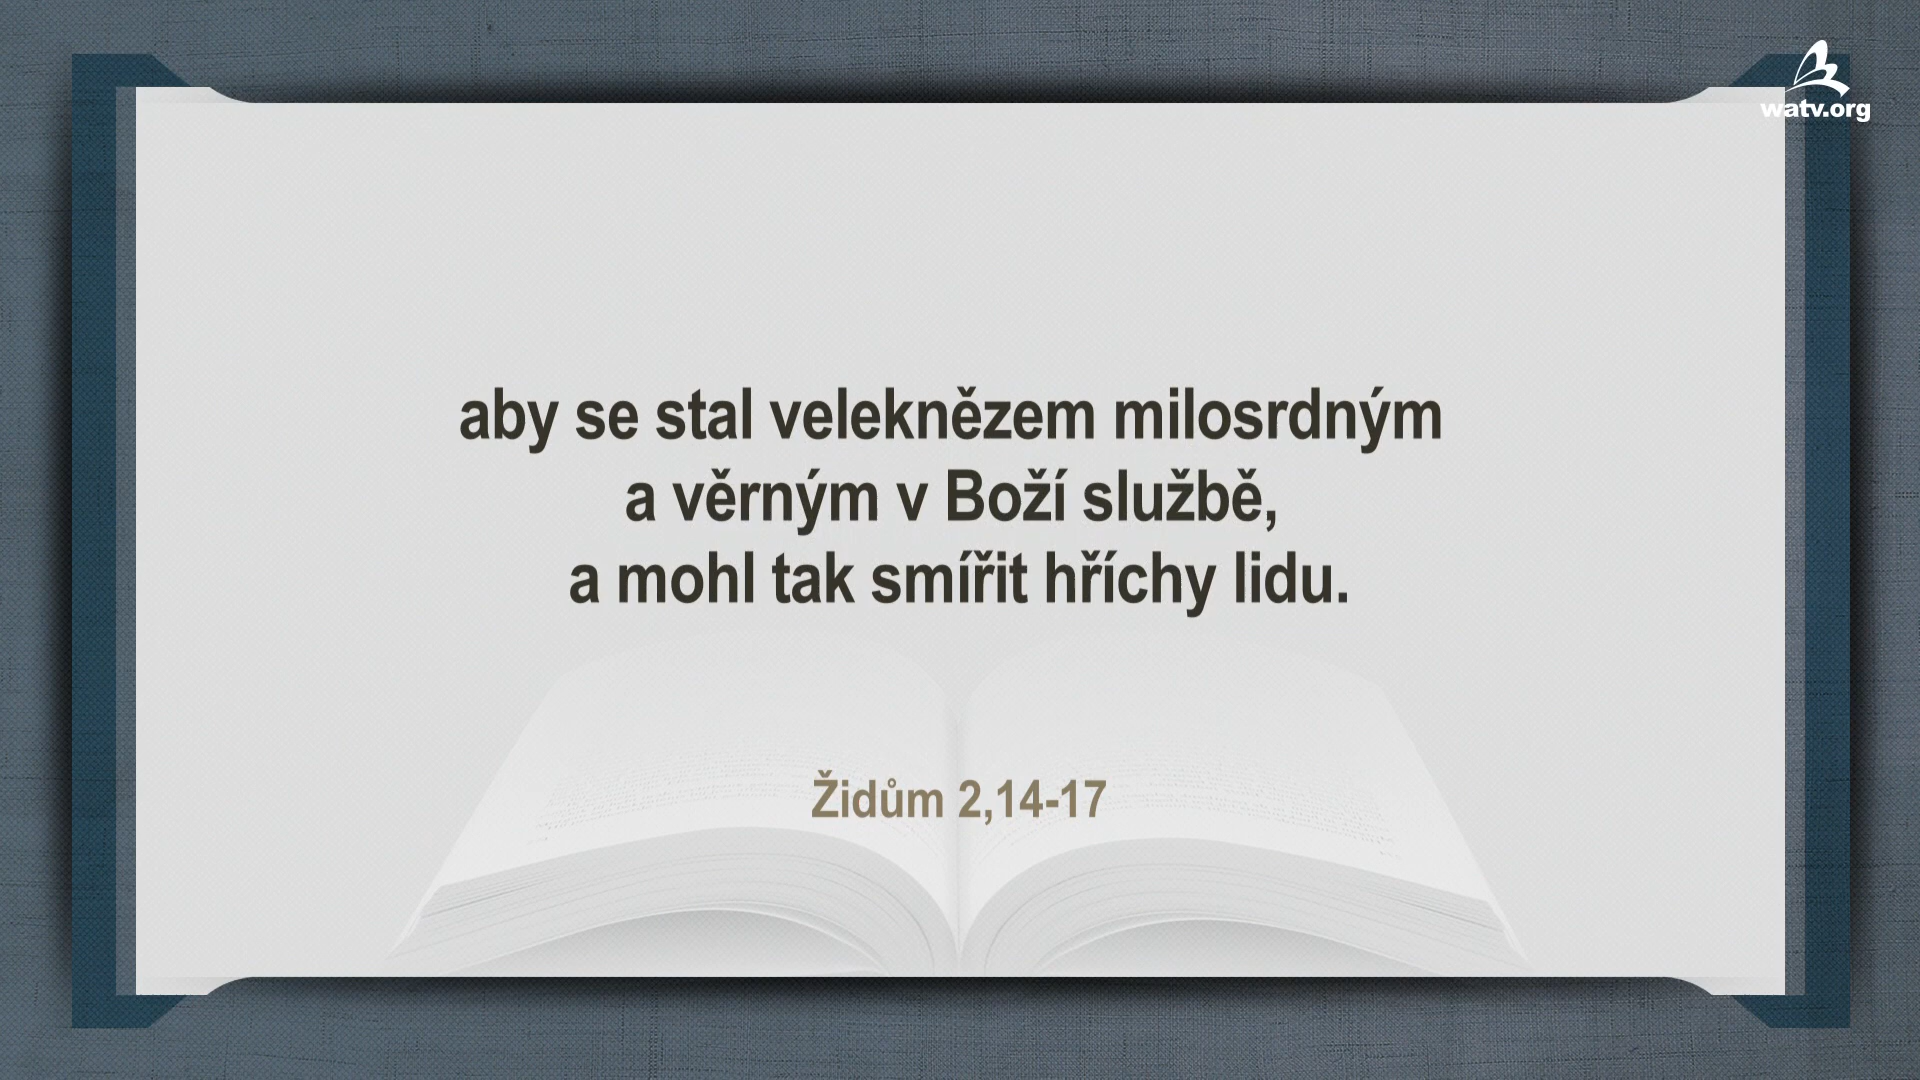 watv.org
aby se stal veleknězem milosrdným
a věrným v Boží službě,
a mohl tak smířit hříchy lidu.
Židům 2,14-17